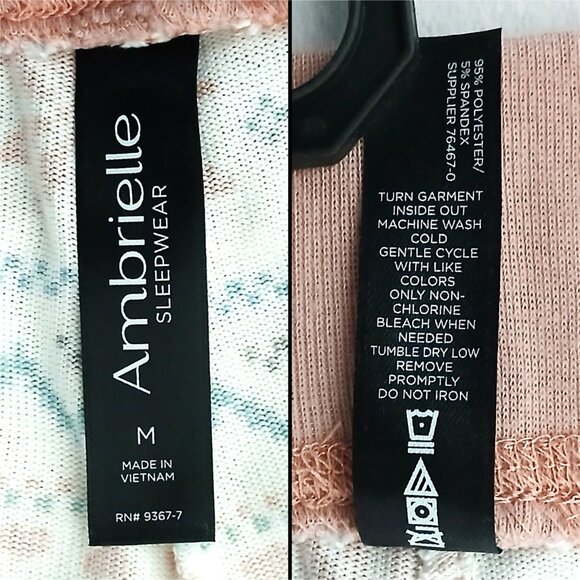 Ambrielle
SLEEPWEAR
M
MADE IN
VIETNAM
RN# 9367-7
95% POLYESTER/
5% SPANDEX
SUPPLIER 76467-0
TURN GARMENT
INSIDE OUT
MACHINE WASH
COLD
GENTLE CYCLE
WITH LIKE
COLORS
ONLY NON-
CHLORINE
BLEACH WHEN
NEEDED
TUMBLE DRY LOW
REMOVE
PROMPTLY
DO NOT IRON